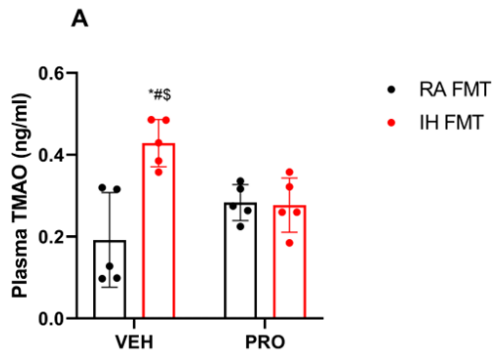 A
Plasma TMAO (ng/ml)
0.6
0.4
0.2
0.0
*#$
VEH
PRO
RA FMT
IH FMT